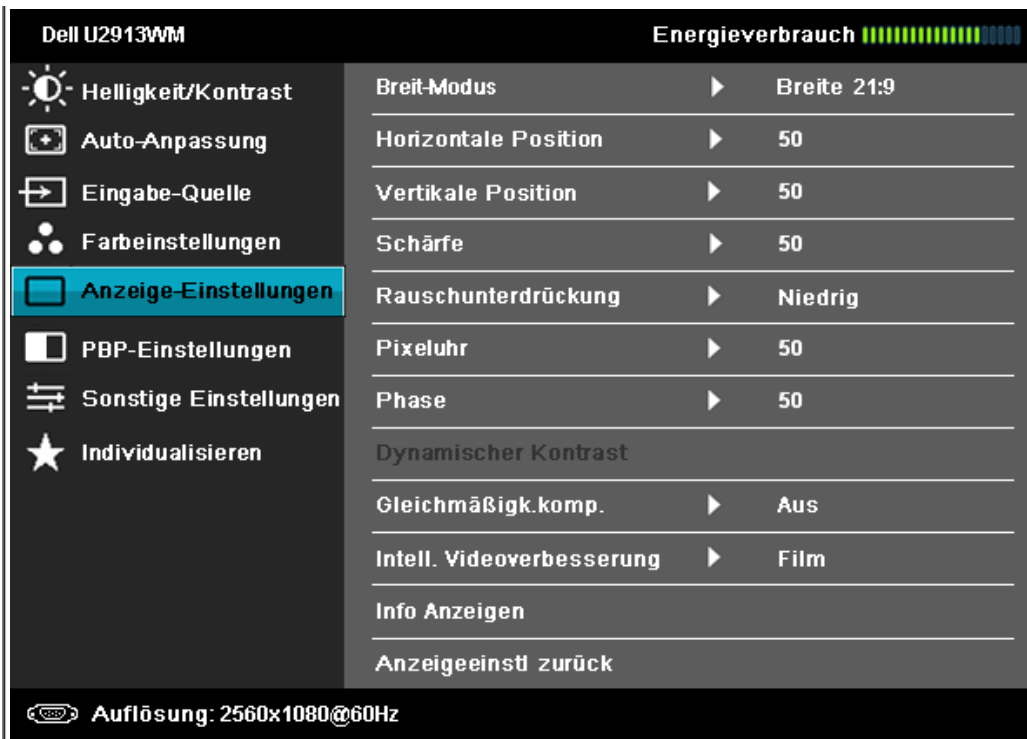 Dell U2913WM
Energieverbrauch
Helligkeit/Kontrast
Auto-Anpassung
Eingabe-Quelle
Farbeinstellungen
Anzeige-Einstellungen
PBP-Einstellungen
Sonstige Einstellungen
Individualisieren
Breit-Modus Breite 21:9
Horizontale Position 50
Vertikale Position 50
Schärfe 50
Rauschunterdrückung Niedrig
Pixeluhr 50
Phase 50
Dynamischer Kontrast
Gleichmäßigk.komp. Aus
Intell. Videoverbesserung Film
Info Anzeigen
Anzeigeeinstl zurück
Auflösung: 2560x1080@60Hz